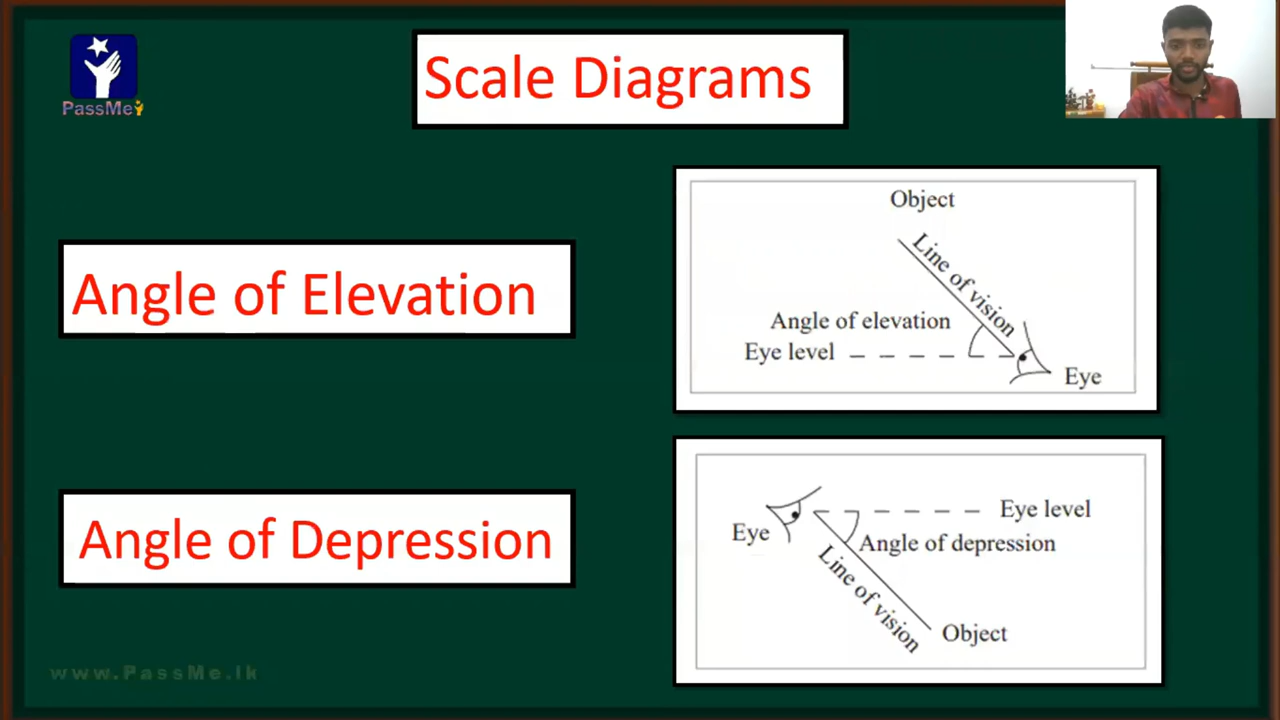 PassMe
Scale Diagrams
Angle of Elevation
Object
Line of vision
Angle of elevation
Eye level
Eye
Angle of Depression
Eye
Eye level
Angle of depression
Line of vision
Object
www.PassMe.lk